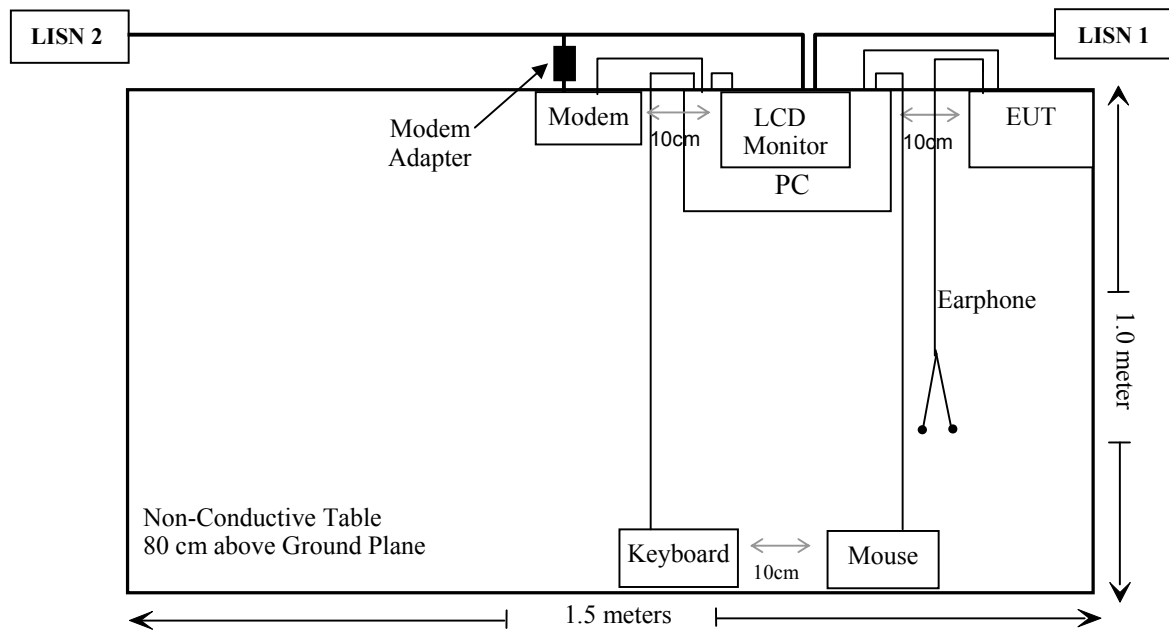 LISN 2
LISN 1
Modem
Adapter
Modem
10cm
LCD
Monitor
PC
10cm
EUT
Earphone
1.0 meter
Non-Conductive Table
80 cm above Ground Plane
Keyboard
10cm
Mouse
1.5 meters